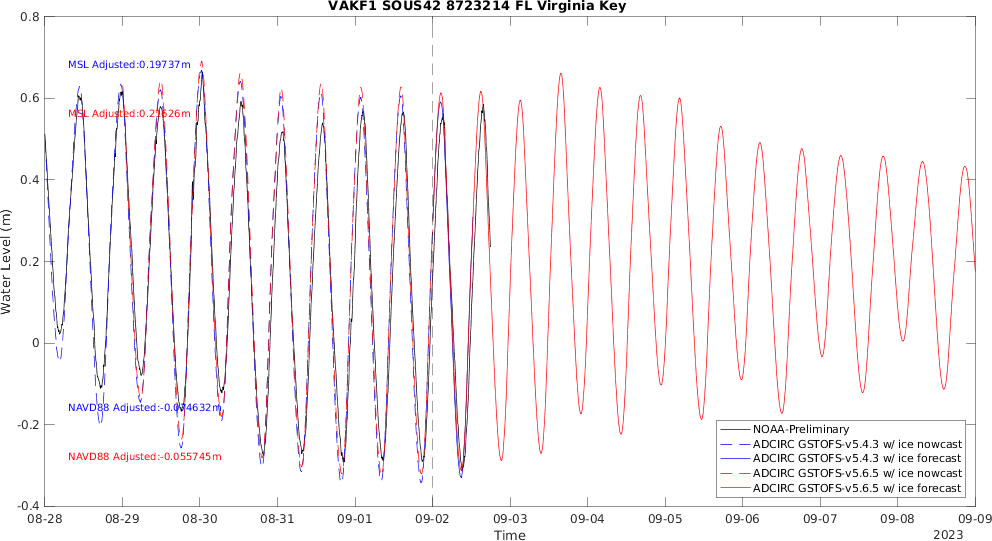 VAKF1 SOUS42 8723214 FL Virginia Key
0.8
0.6
0.4
0.2
0
-0.2
-0.4
Water Level (m)
MSL Adjusted:0.19737m
MSL Adjusted:0.21626m
NAVD88 Adjusted:-0.074632m
NAVD88 Adjusted:-0.055745m
NOAA-Preliminary
ADCIRC GSTOFS-v5.4.3 w/ ice nowcast
ADCIRC GSTOFS-v5.4.3 w/ ice forecast
ADCIRC GSTOFS-v5.6.5 w/ ice nowcast
ADCIRC GSTOFS-v5.6.5 w/ ice forecast
08-28 08-29 08-30 08-31 09-01 09-02 09-03 09-04 09-05 09-06 09-07 09-08 09-09
Time
2023